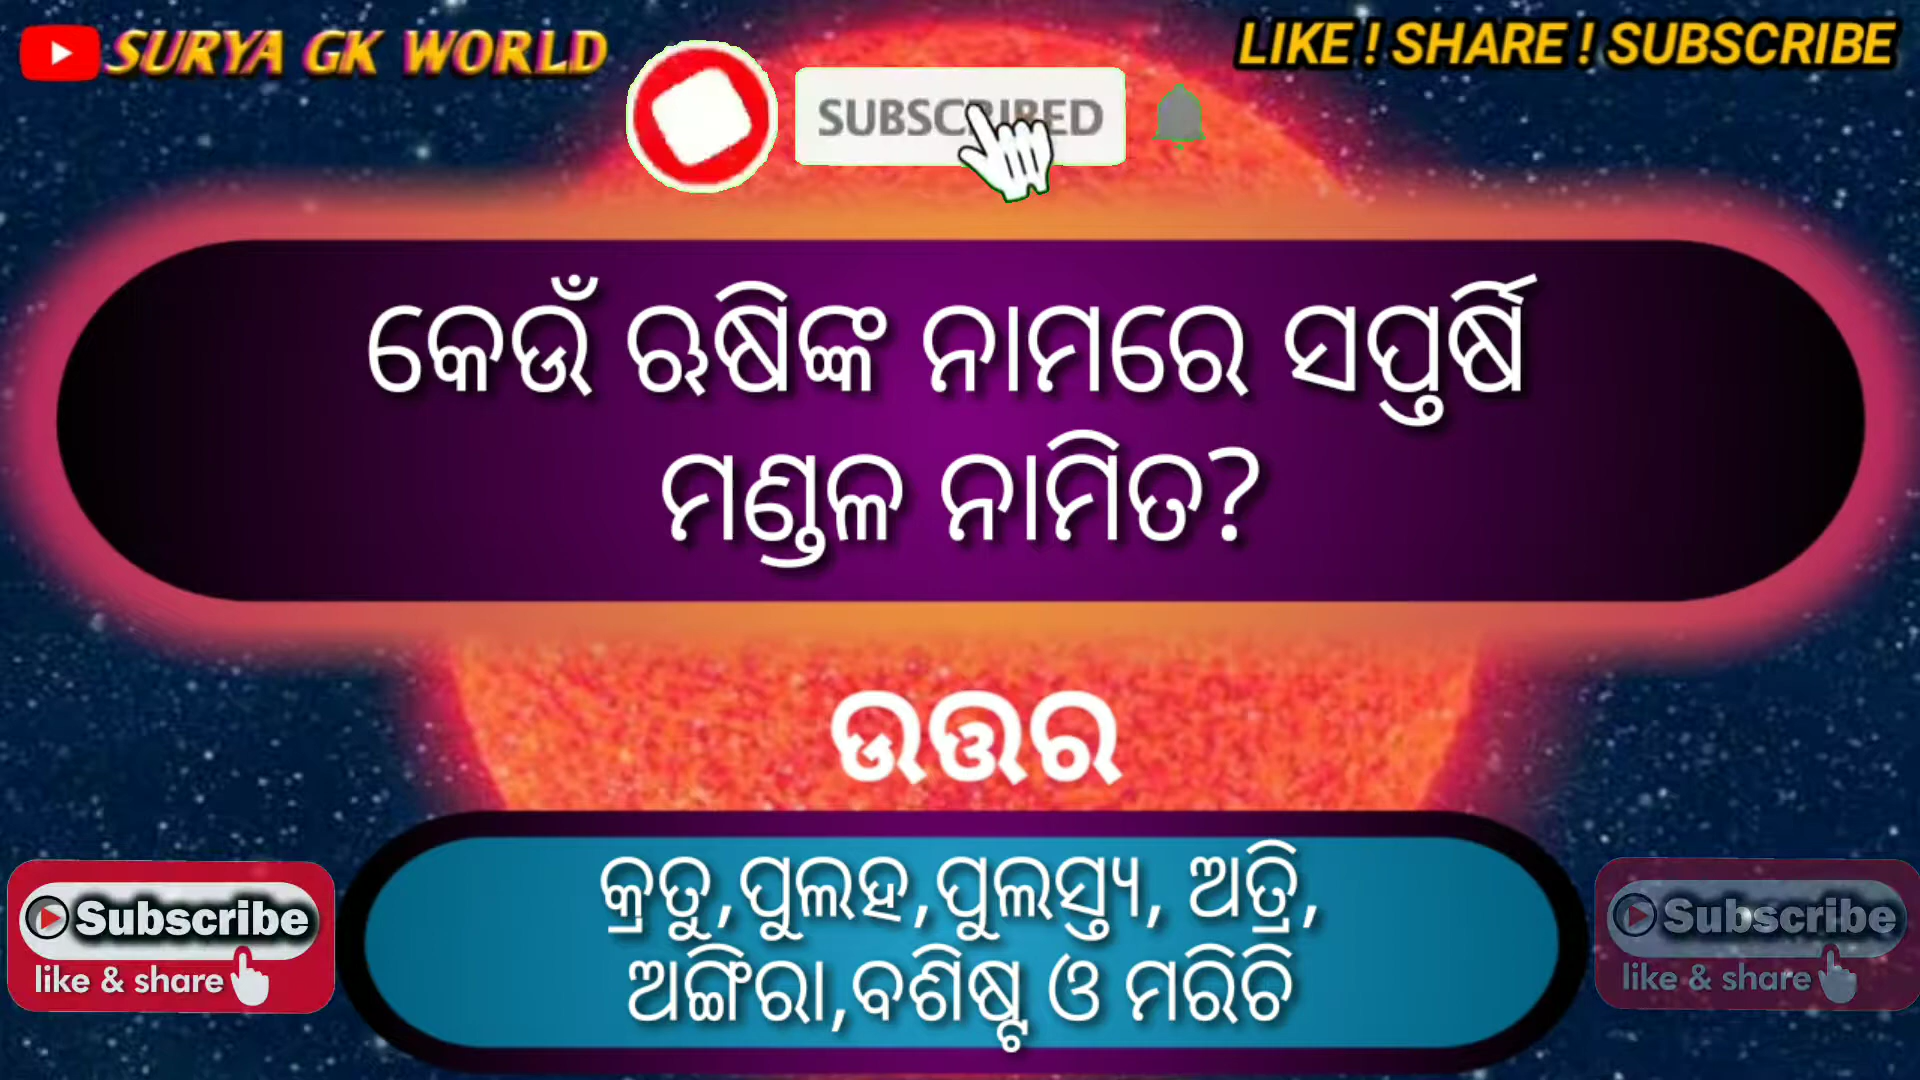 SURYA GK WORLD
LIKE ! SHARE ! SUBSCRIBE
SUBSCRIBED
କେଉଁ ଋଷିଙ୍କ ନାମରେ ସପ୍ତର୍ଷି
ମଣ୍ଡଳ ନାମିତ?
ଉତ୍ତର
କ୍ରତୁ,ପୁଲହ,ପୁଲସ୍ତ୍ୟ, ଅତ୍ରି,
ଅଙ୍ଗିରା,ବଶିଷ୍ଟ ଓ ମରିଚି
Subscribe
like & share
Subscribe
like & share